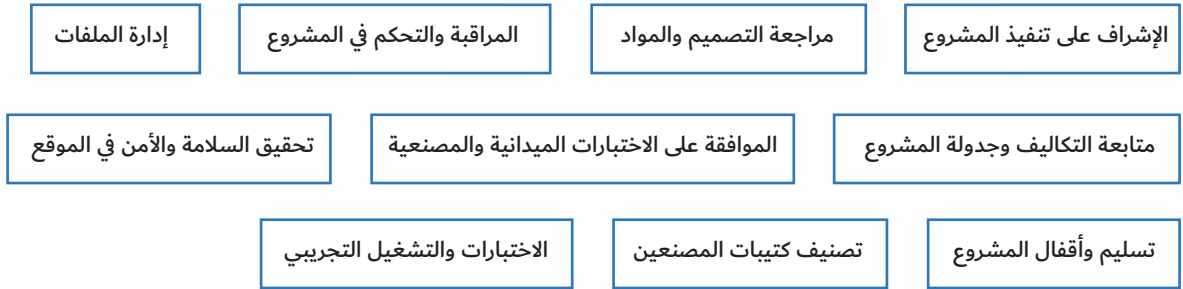 الإشراف على تنفيذ المشروع
مراجعة التصميم والمواد
المراقبة والتحكم في المشروع
إدارة الملفات
متابعة التكاليف وجدولة المشروع
الموافقة على الاختبارات الميدانية والمصنعية
تحقيق السلامة والأمن في الموقع
تسليم وأقفال المشروع
تصنيف كتيبات المصنعين
الاختبارات والتشغيل التجريبي